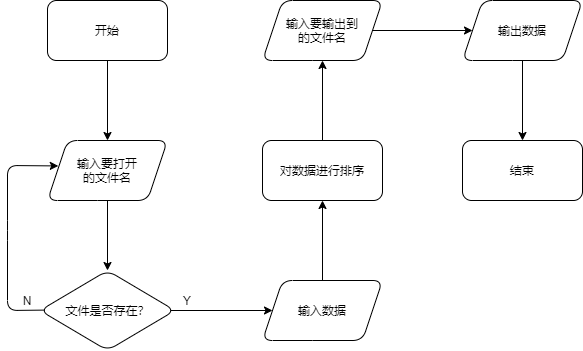 开始
输入要打开
的文件名
文件是否存在?
N
Y
输入数据
对数据进行排序
输入要输出到
的文件名
输出数据
结束